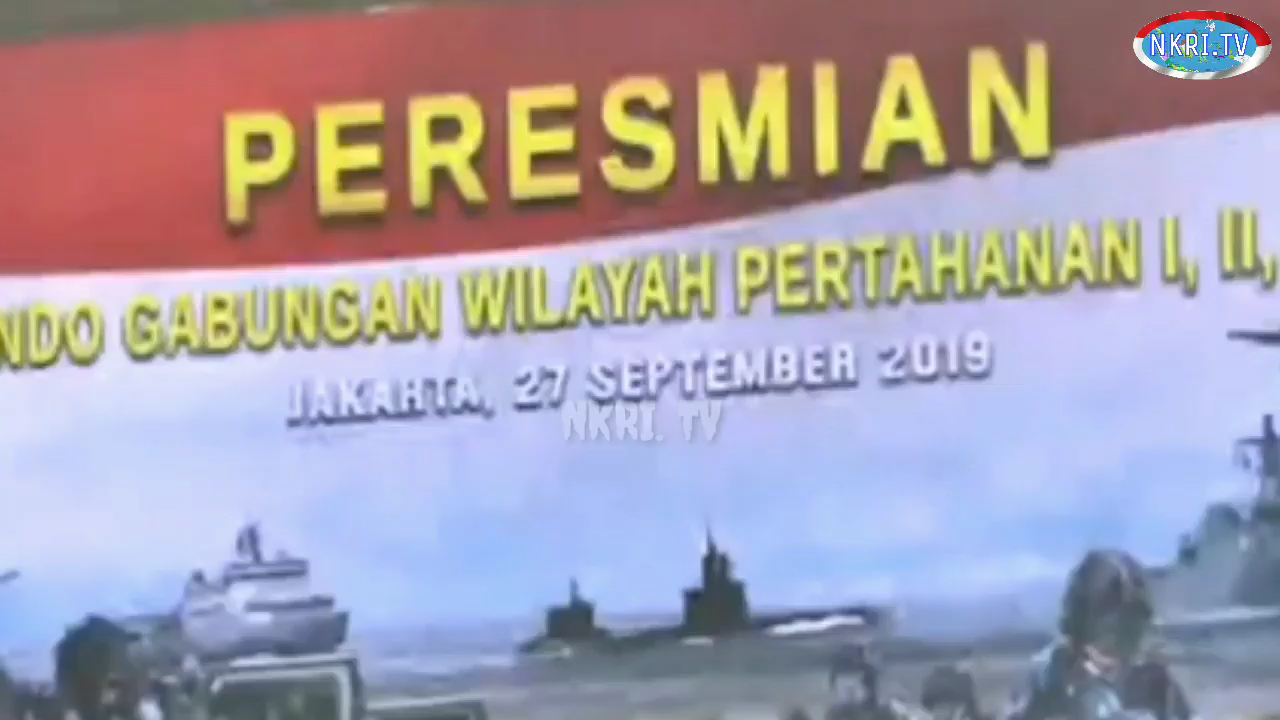 NKRI.TV
PERESMIAN
NDO GABUNGAN WILAYAH PERTAHANAN I, II,
JAKARTA, 27 SEPTEMBER 2019
NKRI. TV